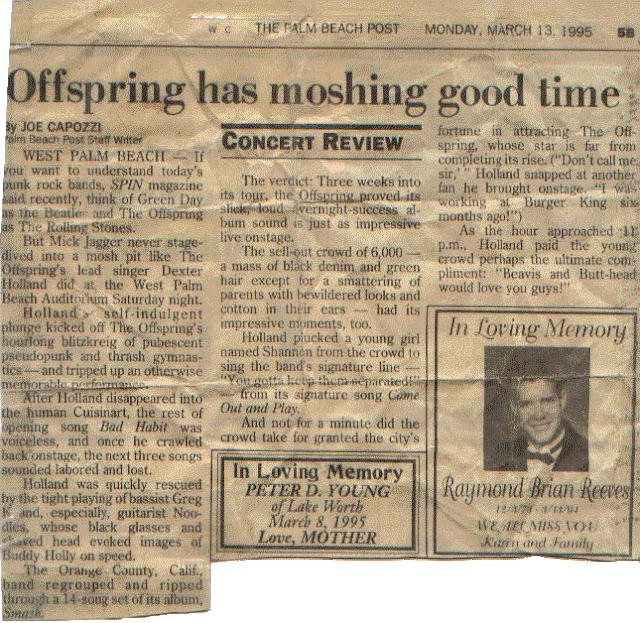 W C THE PALM BEACH POST MONDAY, MARCH 13, 1995 5B
Offspring has moshing good time
By JOE CAPOZZI
Palm Beach Post Staff Writer
WEST PALM BEACH — If
you want to understand today's
punk rock bands, SPIN magazine
said recently, think of Green Day
as the Beatles and The Offspring
as The Rolling Stones.
But Mick Jagger never stage-
dived into a mosh pit like The
Offspring's lead singer Dexter
Holland did at the West Palm
Beach Auditorium Saturday night.
Holland's self-indulgent
plunge kicked off The Offspring's
hourlong blitzkreig of pubescent
pseudopunk and thrash gymnas-
tics — and tripped up an otherwise
memorable performance.
After Holland disappeared into
the human Cuisinart, the rest of
opening song Bad Habit was
voiceless, and once he crawled
back onstage, the next three songs
sounded labored and lost.
Holland was quickly rescued
by the tight playing of bassist Greg
K and, especially, guitarist Noo-
dles, whose black glasses and
shaved head evoked images of
Buddy Holly on speed.
The Orange County, Calif.,
band regrouped and ripped
through a 14-song set of its album,
Smash.
CONCERT REVIEW
The verdict: Three weeks into
its tour, the Offspring proved its
slick, loud overnight-success al-
bum sound is just as impressive
live onstage.
The sell-out crowd of 6,000 —
a mass of black denim and green
hair except for a smattering of
parents with bewildered looks and
cotton in their ears — had its
impressive moments, too.
Holland plucked a young girl
named Shannon from the crowd to
sing the band's signature line —
"You gotta keep them separated!"
— from its signature song Come
Out and Play.
And not for a minute did the
crowd take for granted the city's
fortune in attracting The Off-
spring, whose star is far from
completing its rise. ("Don't call me
'sir,' " Holland snapped at another
fan he brought onstage. "I was
working at Burger King six
months ago!")
As the hour approached 11
p.m., Holland paid the young
crowd perhaps the ultimate com-
pliment: "Beavis and Butt-head
would love you guys!"
In Loving Memory
PETER D. YOUNG
of Lake Worth
March 8, 1995
Love, MOTHER
In Loving Memory
Raymond Brian Reeves
WE ALL MISS YOU
Karen and Family